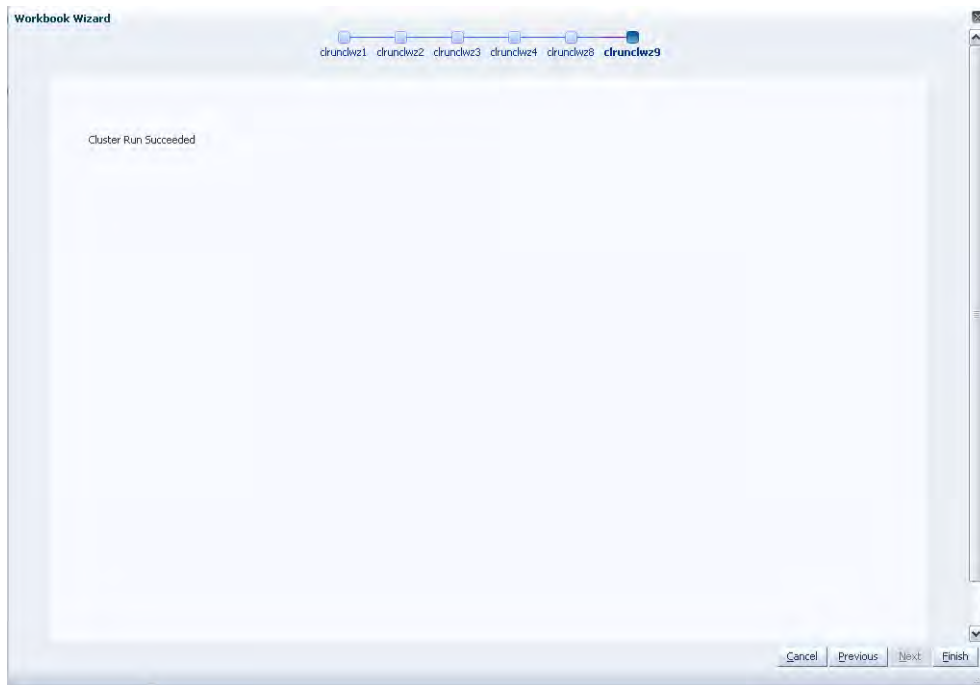 Workbook Wizard
clrunclwz1 clrunclwz2 clrunclwz3 clrunclwz4 clrunclwz8 clrunclwz9
Cluster Run Succeeded
Cancel Previous Next Finish